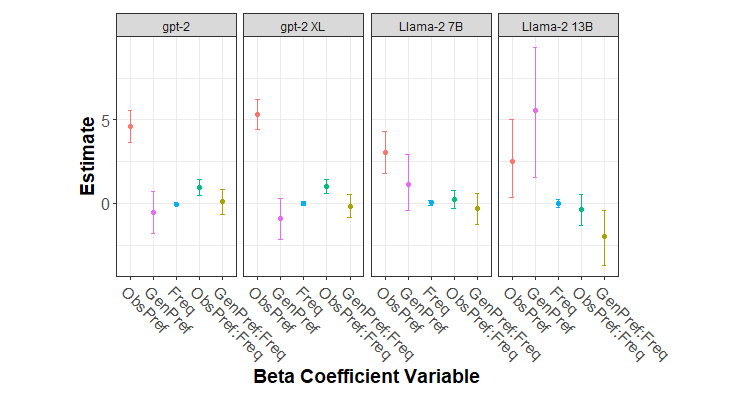 gpt-2
gpt-2 XL
Llama-2 7B
Llama-2 13B
Estimate
5
0
ObsPref
GenPref
Freq
ObsPref:Freq
GenPref:Freq
ObsPref
GenPref
Freq
ObsPref:Freq
GenPref:Freq
ObsPref
GenPref
Freq
ObsPref:Freq
GenPref:Freq
ObsPref
GenPref
Freq
ObsPref:Freq
GenPref:Freq
Beta Coefficient Variable